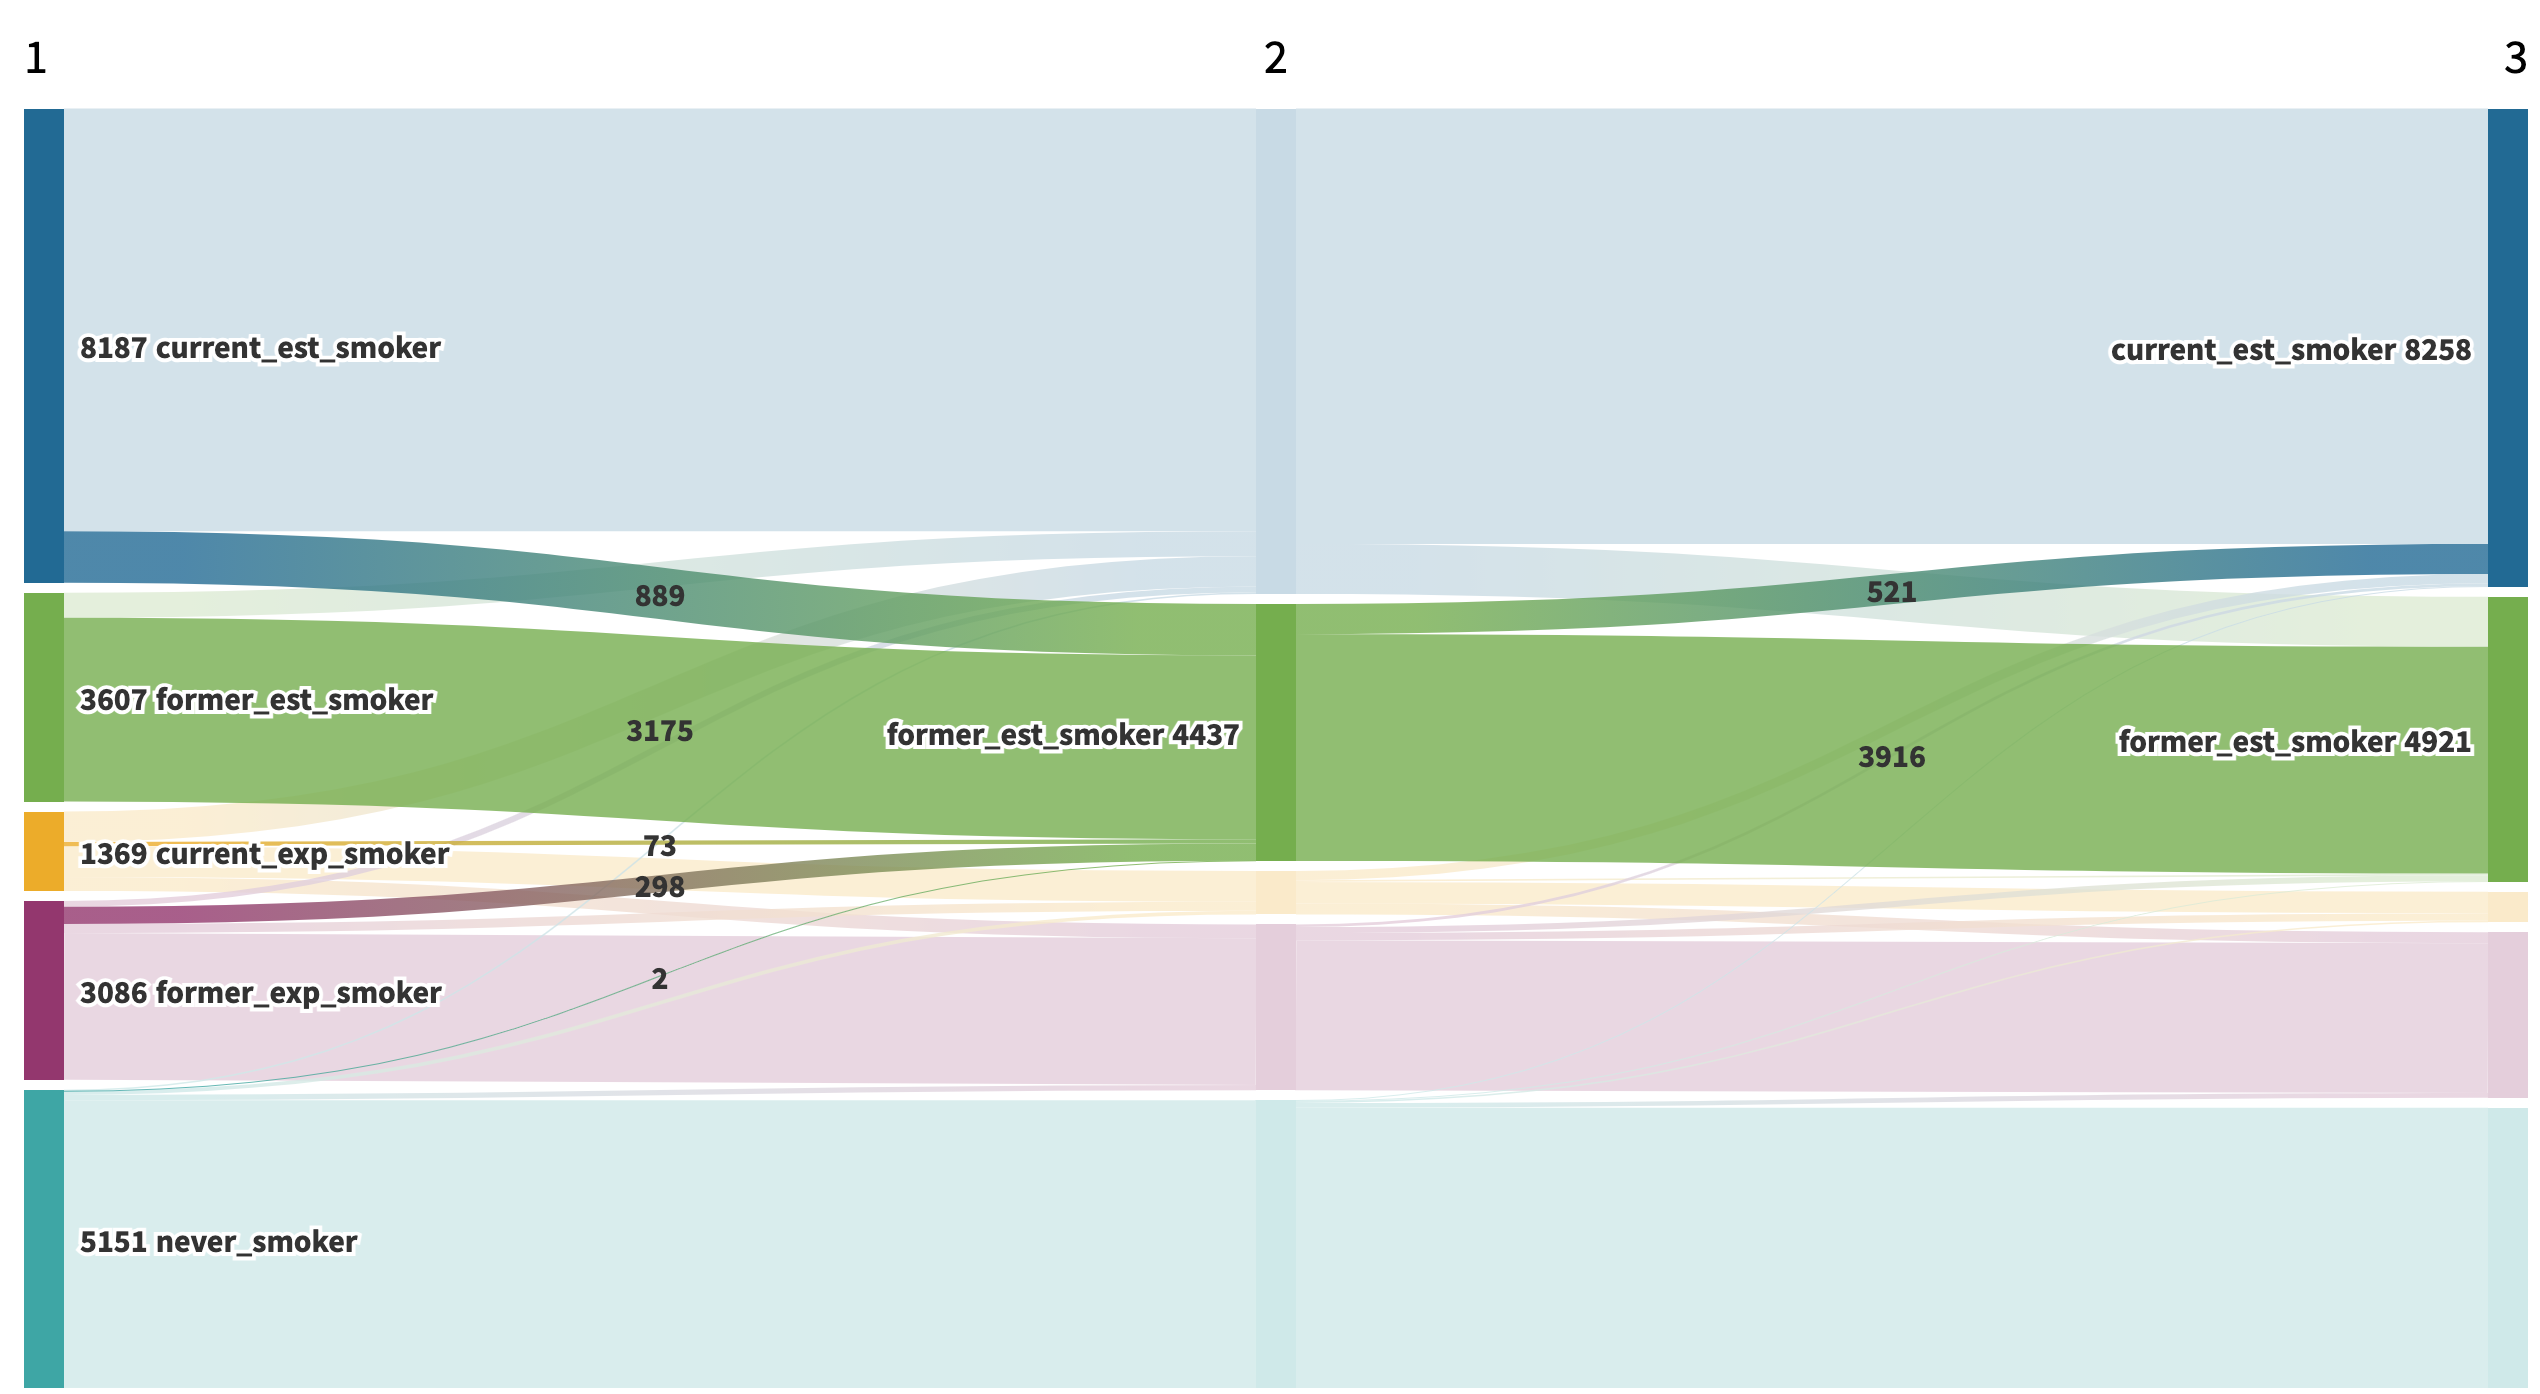 1
2
3
8187 current_est_smoker
current_est_smoker 8258
889
521
3607 former_est_smoker
3175
former_est_smoker 4437
3916
former_est_smoker 4921
73
1369 current_exp_smoker
298
2
3086 former_exp_smoker
5151 never_smoker